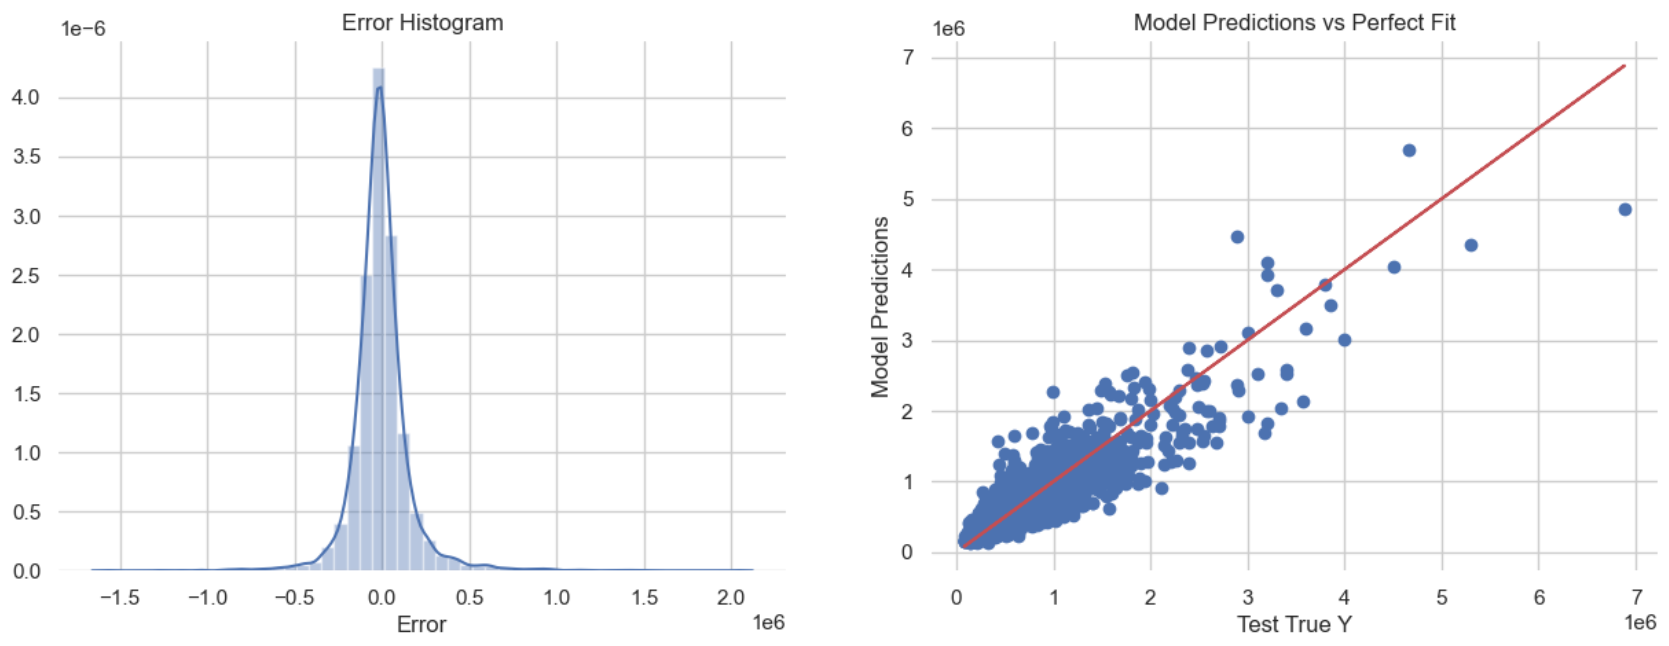 Error Histogram
1e−6
4.0
3.5
3.0
2.5
2.0
1.5
1.0
0.5
0.0
−1.5 −1.0 −0.5 0.0 0.5 1.0 1.5 2.0
1e6
Error
Model Predictions vs Perfect Fit
1e6
7
6
5
4
3
2
1
0
Model Predictions
0 1 2 3 4 5 6 7
1e6
Test True Y